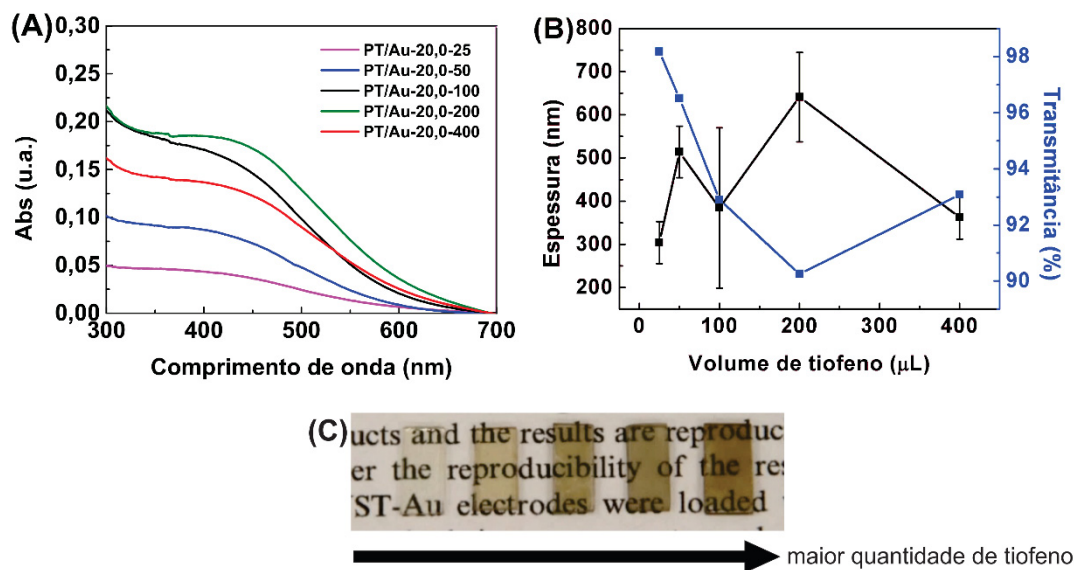 (A)
0,30
0,25
0,20
0,15
0,10
0,05
0,00
Abs (u.a.)
300 400 500 600 700
Comprimento de onda (nm)
PT/Au-20,0-25
PT/Au-20,0-50
PT/Au-20,0-100
PT/Au-20,0-200
PT/Au-20,0-400
(B)
800
700
600
500
400
300
200
Espessura (nm)
98
96
94
92
90
Transmitância (%)
0 100 200 300 400
Volume de tiofeno (μL)
(C)
ucts and the results are reproduc
er the reproducibility of the res
ST-Au electrodes were loaded
maior quantidade de tiofeno